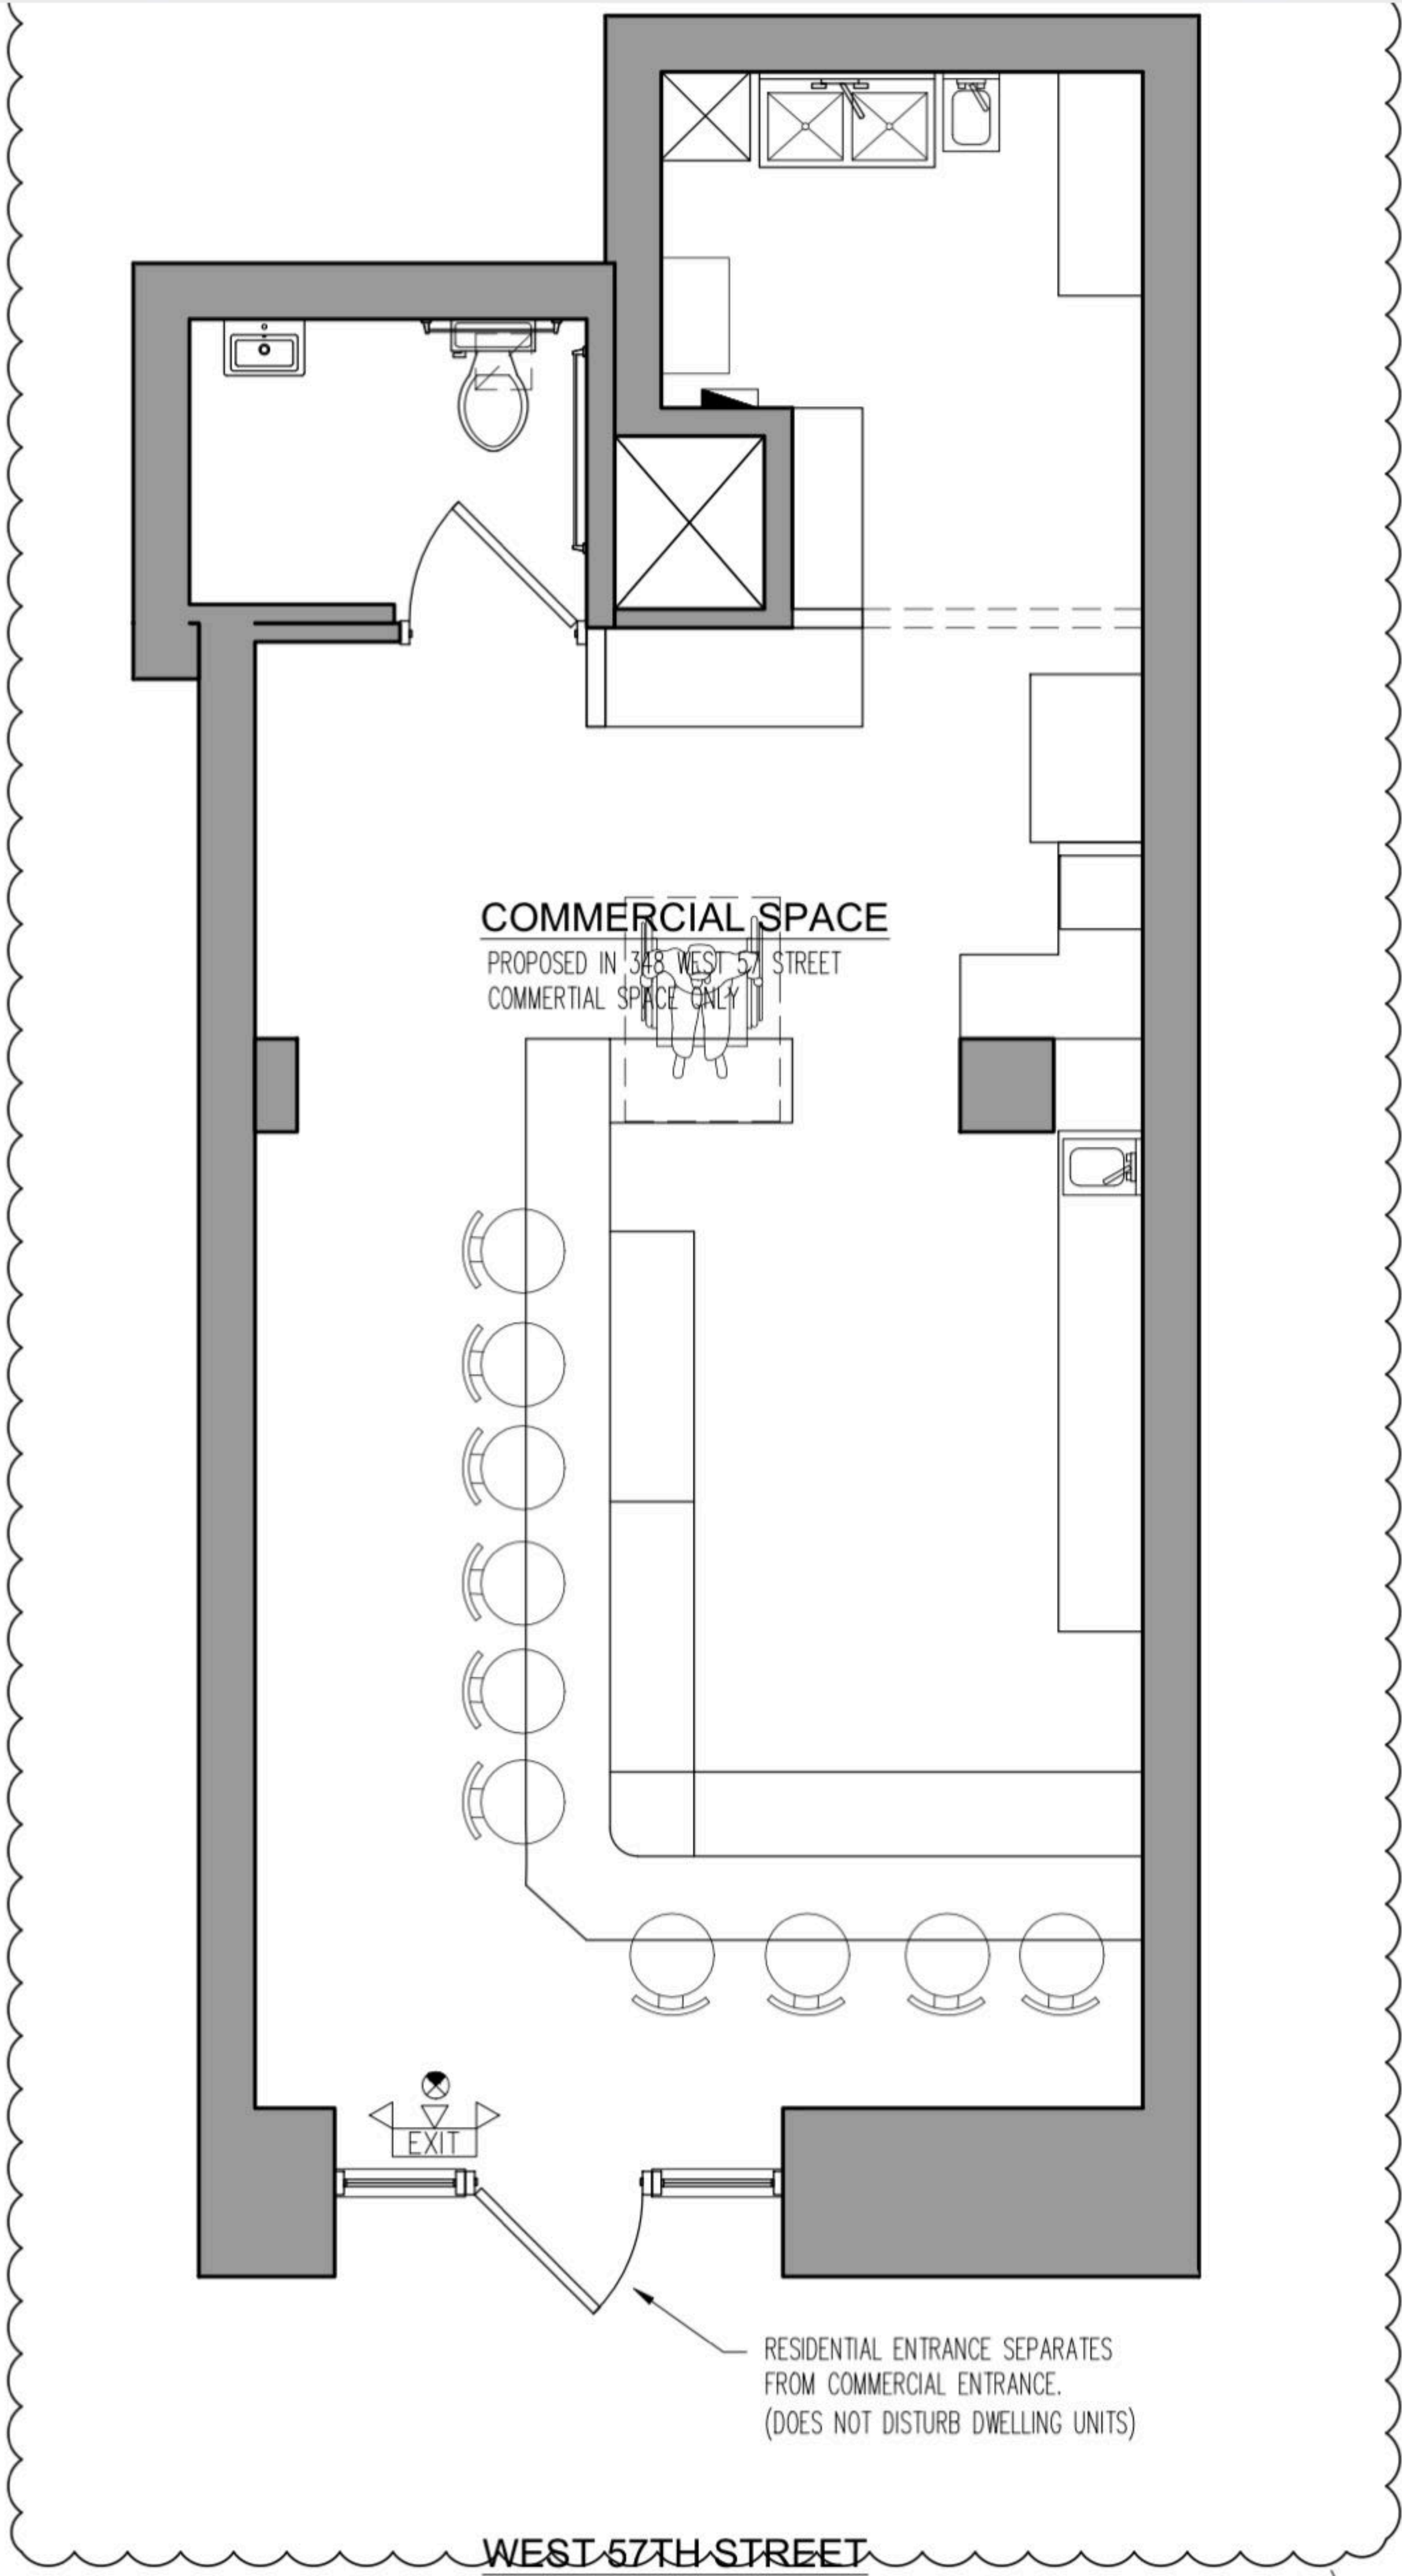 COMMERCIAL SPACE
PROPOSED IN 348 WEST 57 STREET
COMMERTIAL SPACE ONLY
EXIT
RESIDENTIAL ENTRANCE SEPARATES
FROM COMMERCIAL ENTRANCE.
(DOES NOT DISTURB DWELLING UNITS)
WEST 57TH STREET